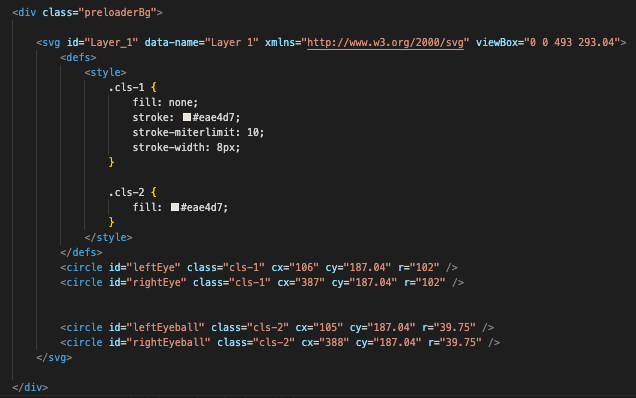 <div class="preloaderBg">
<svg id="Layer_1" data-name="Layer 1" xmlns="http://www.w3.org/2000/svg" viewBox="0 0 493 293.04">
<defs>
<style>
.cls-1 {
fill: none;
stroke: #eae4d7;
stroke-miterlimit: 10;
stroke-width: 8px;
}
.cls-2 {
fill: #eae4d7;
}
</style>
</defs>
<circle id="leftEye" class="cls-1" cx="106" cy="187.04" r="102" />
<circle id="rightEye" class="cls-1" cx="387" cy="187.04" r="102" />
<circle id="leftEyeball" class="cls-2" cx="105" cy="187.04" r="39.75" />
<circle id="rightEyeball" class="cls-2" cx="388" cy="187.04" r="39.75" />
</svg>
</div>